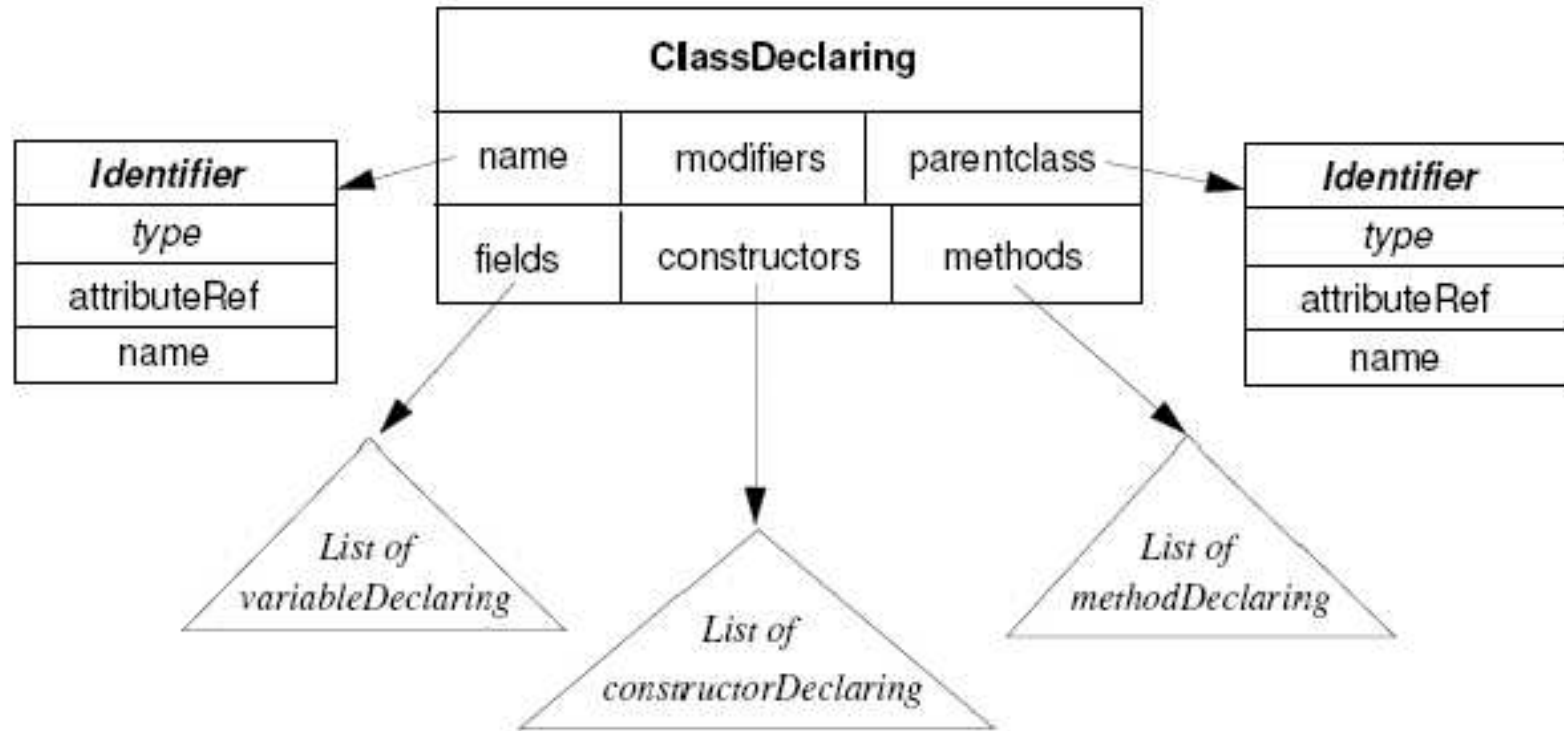 ClassDeclaring
name
modifiers
parentclass
fields
constructors
methods
Identifier
type
attributeRef
name
Identifier
type
attributeRef
name
List of
variableDeclaring
List of
constructorDeclaring
List of
methodDeclaring